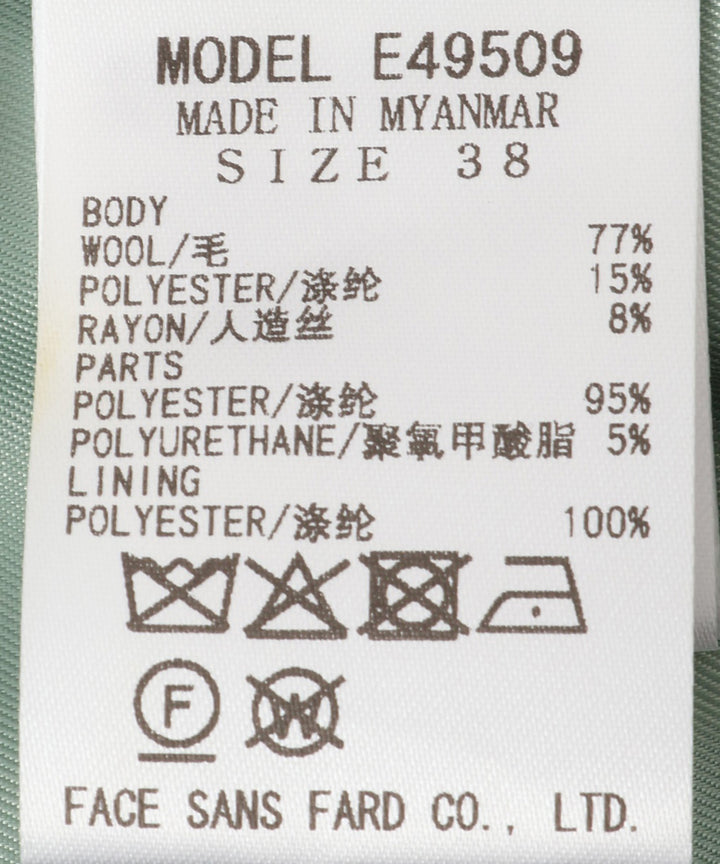 MODEL E49509
MADE IN MYANMAR
SIZE 38
BODY
WOOL/毛 77%
POLYESTER/涤纶 15%
RAYON/人造丝 8%
PARTS
POLYESTER/涤纶 95%
POLYURETHANE/聚氨甲酸脂 5%
LINING
POLYESTER/涤纶 100%
F W
FACE SANS FARD CO., LTD.